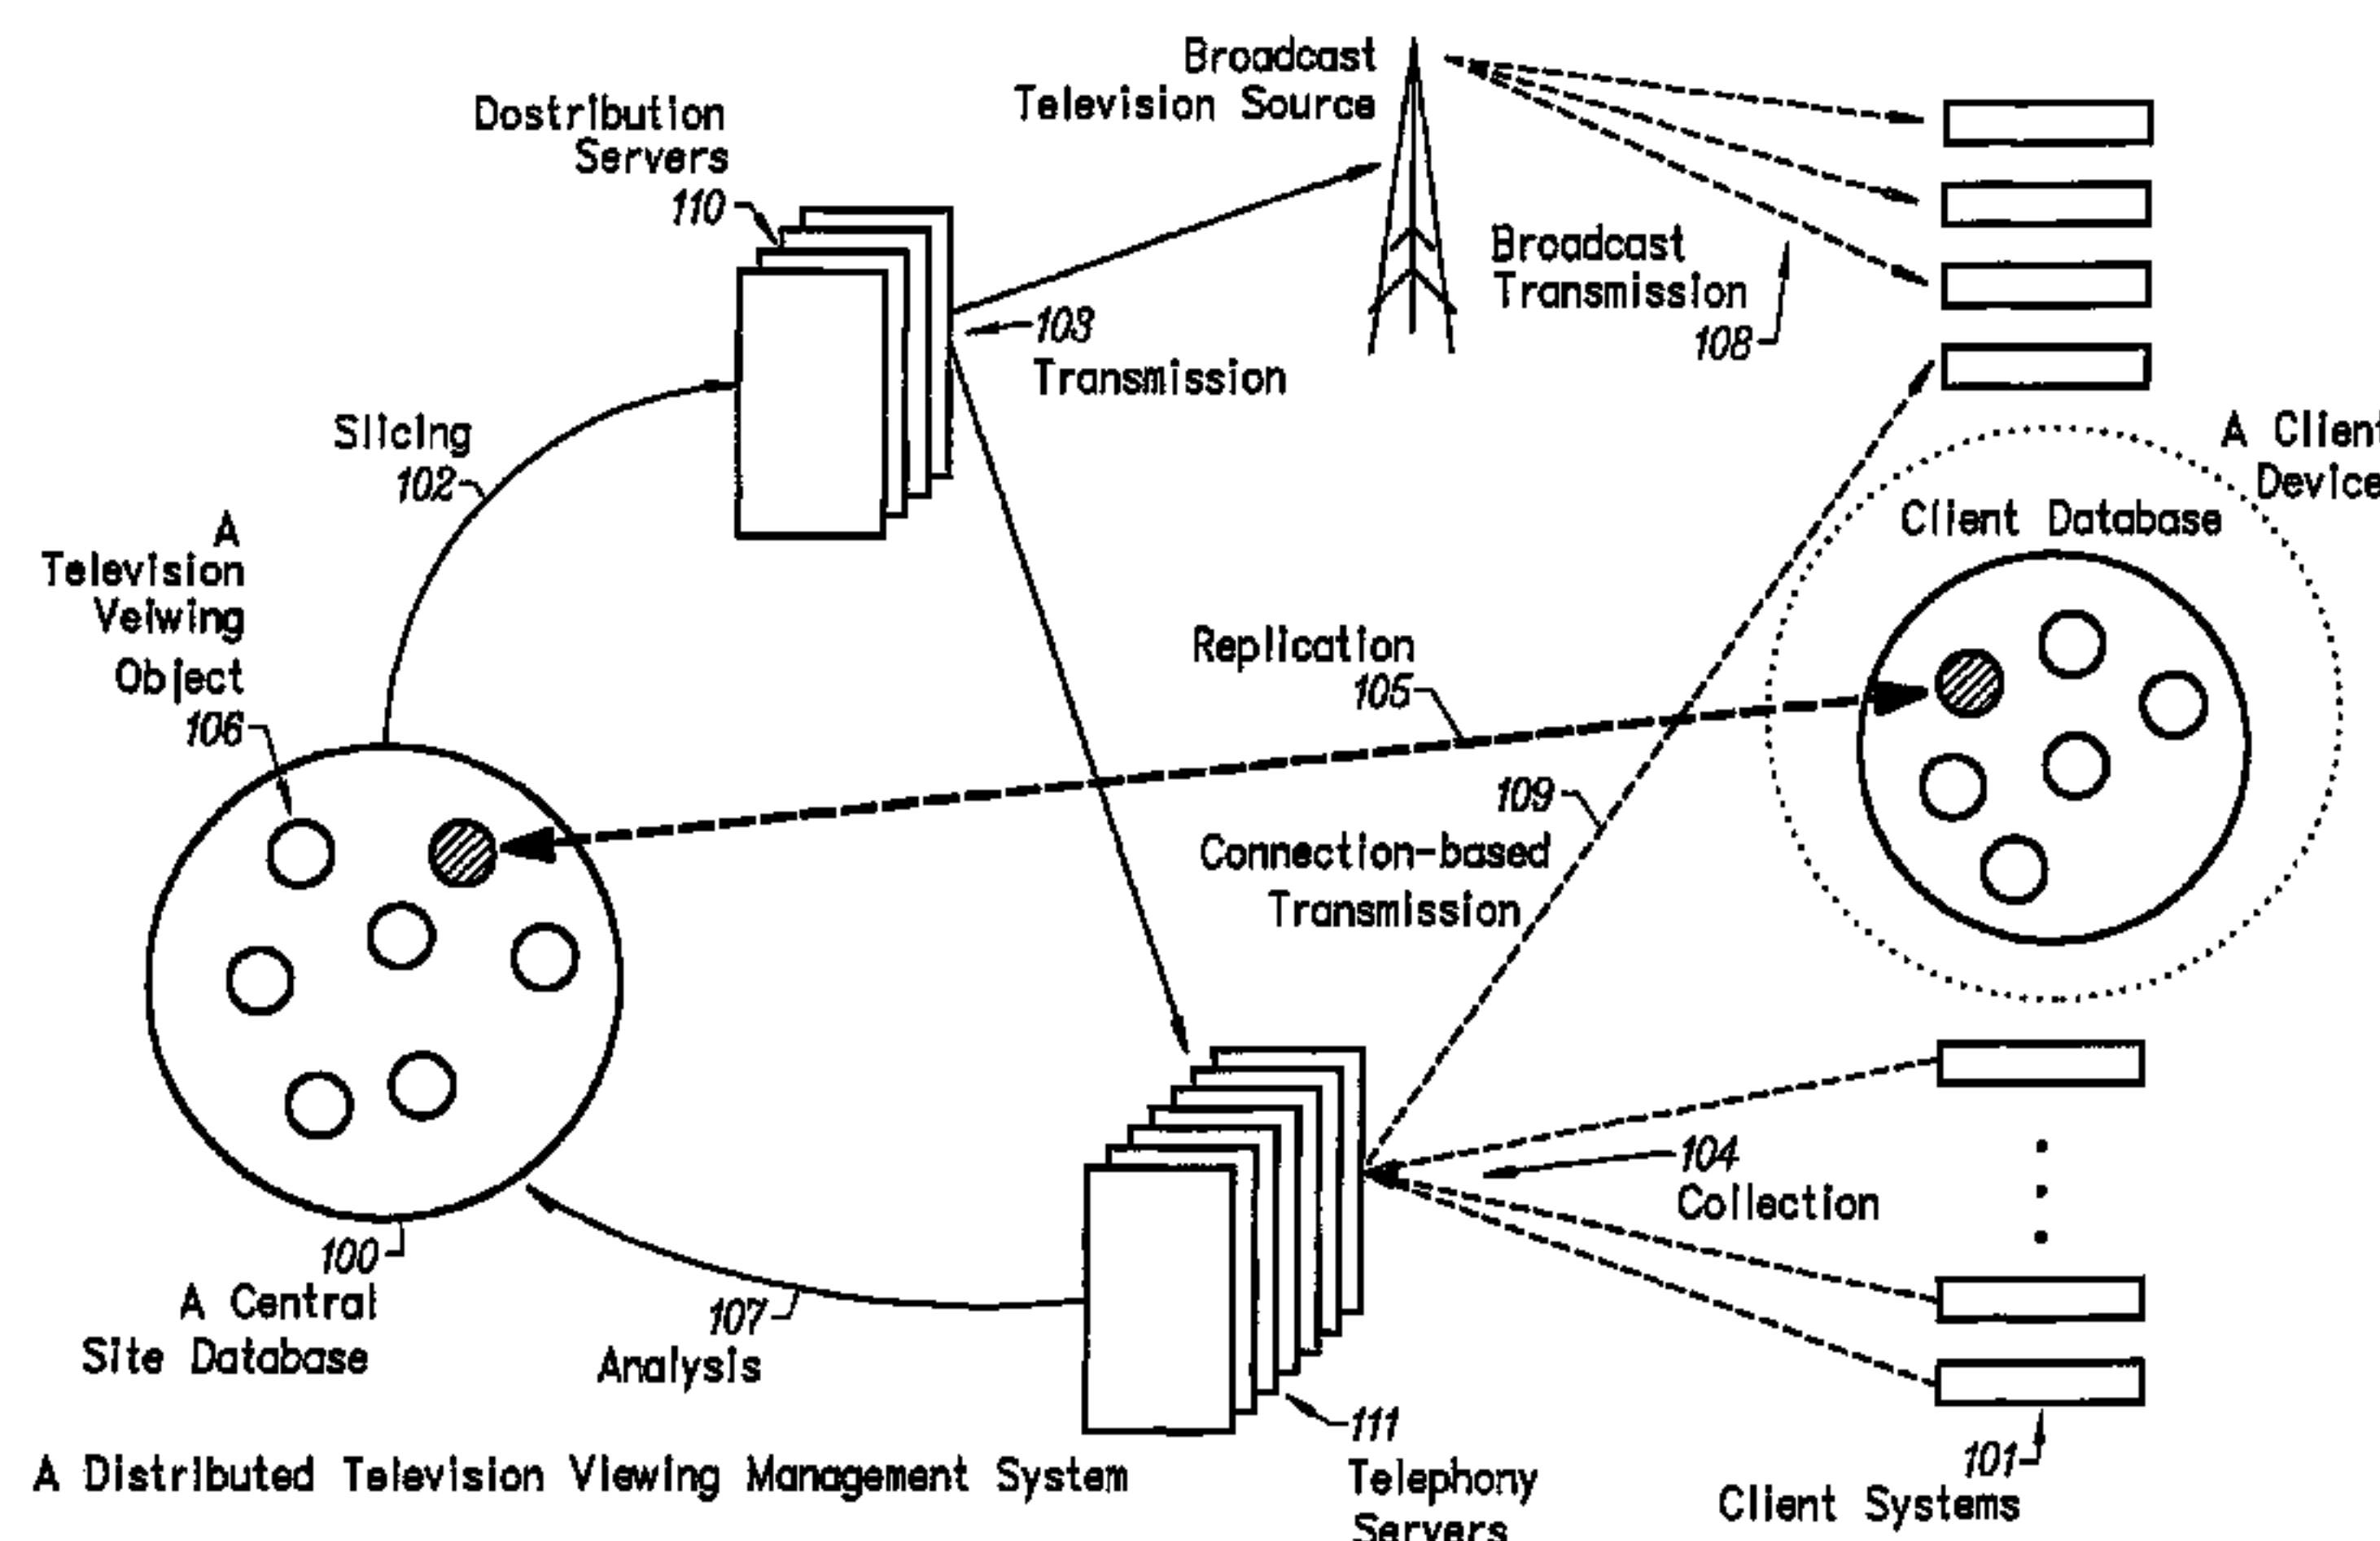 Broadcast
Television Source
Dostribution
Servers
110
103
Transmission
Broadcast
Transmission
108
Slicing
102
A Client
Device
Client Database
A
Television
Veiwing
Object
106
Replication
105
109
Connection-based
Transmission
104
Collection
100
A Central
Site Database
107
Analysis
111
Telephony
Servers
101
Client Systems
A Distributed Television Viewing Management System